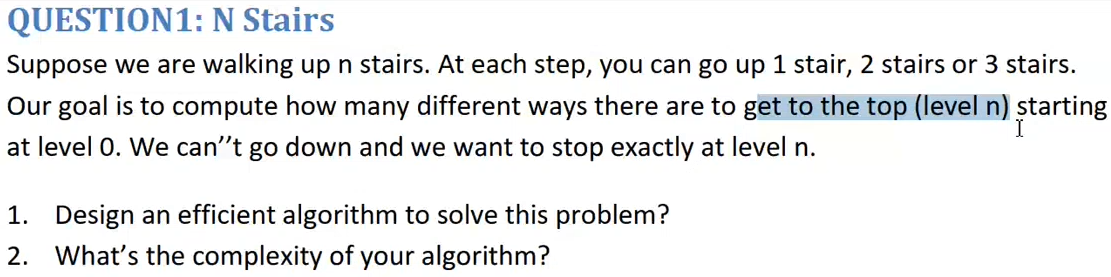 QUESTION1: N Stairs
Suppose we are walking up n stairs. At each step, you can go up 1 stair, 2 stairs or 3 stairs.
Our goal is to compute how many different ways there are to get to the top (level n) starting
at level 0. We can’’t go down and we want to stop exactly at level n.
1. Design an efficient algorithm to solve this problem?
2. What’s the complexity of your algorithm?